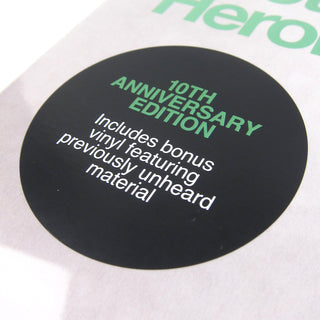 10TH
ANNIVERSARY
EDITION
Includes bonus
vinyl featuring
previously unheard
material